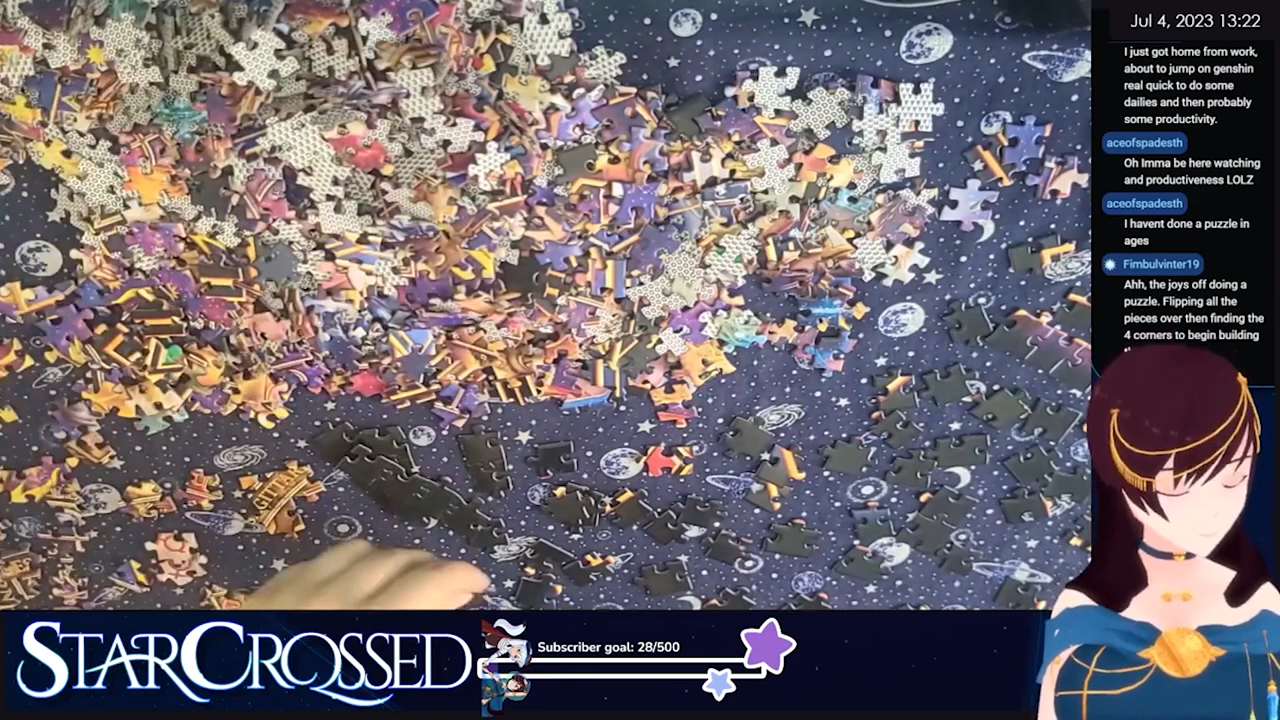 Jul 4, 2023 13:22
I just got home from work,
about to jump on genshin
real quick to do some
dailies and then probably
some productivity.
aceofspadesth
Oh Imma be here watching
and productiveness LOLZ
aceofspadesth
I havent done a puzzle in
ages
Fimbulvinter19
Ahh, the joys off doing a
puzzle. Flipping all the
pieces over then finding the
4 corners to begin building
STARCROSSED
Subscriber goal: 28/500